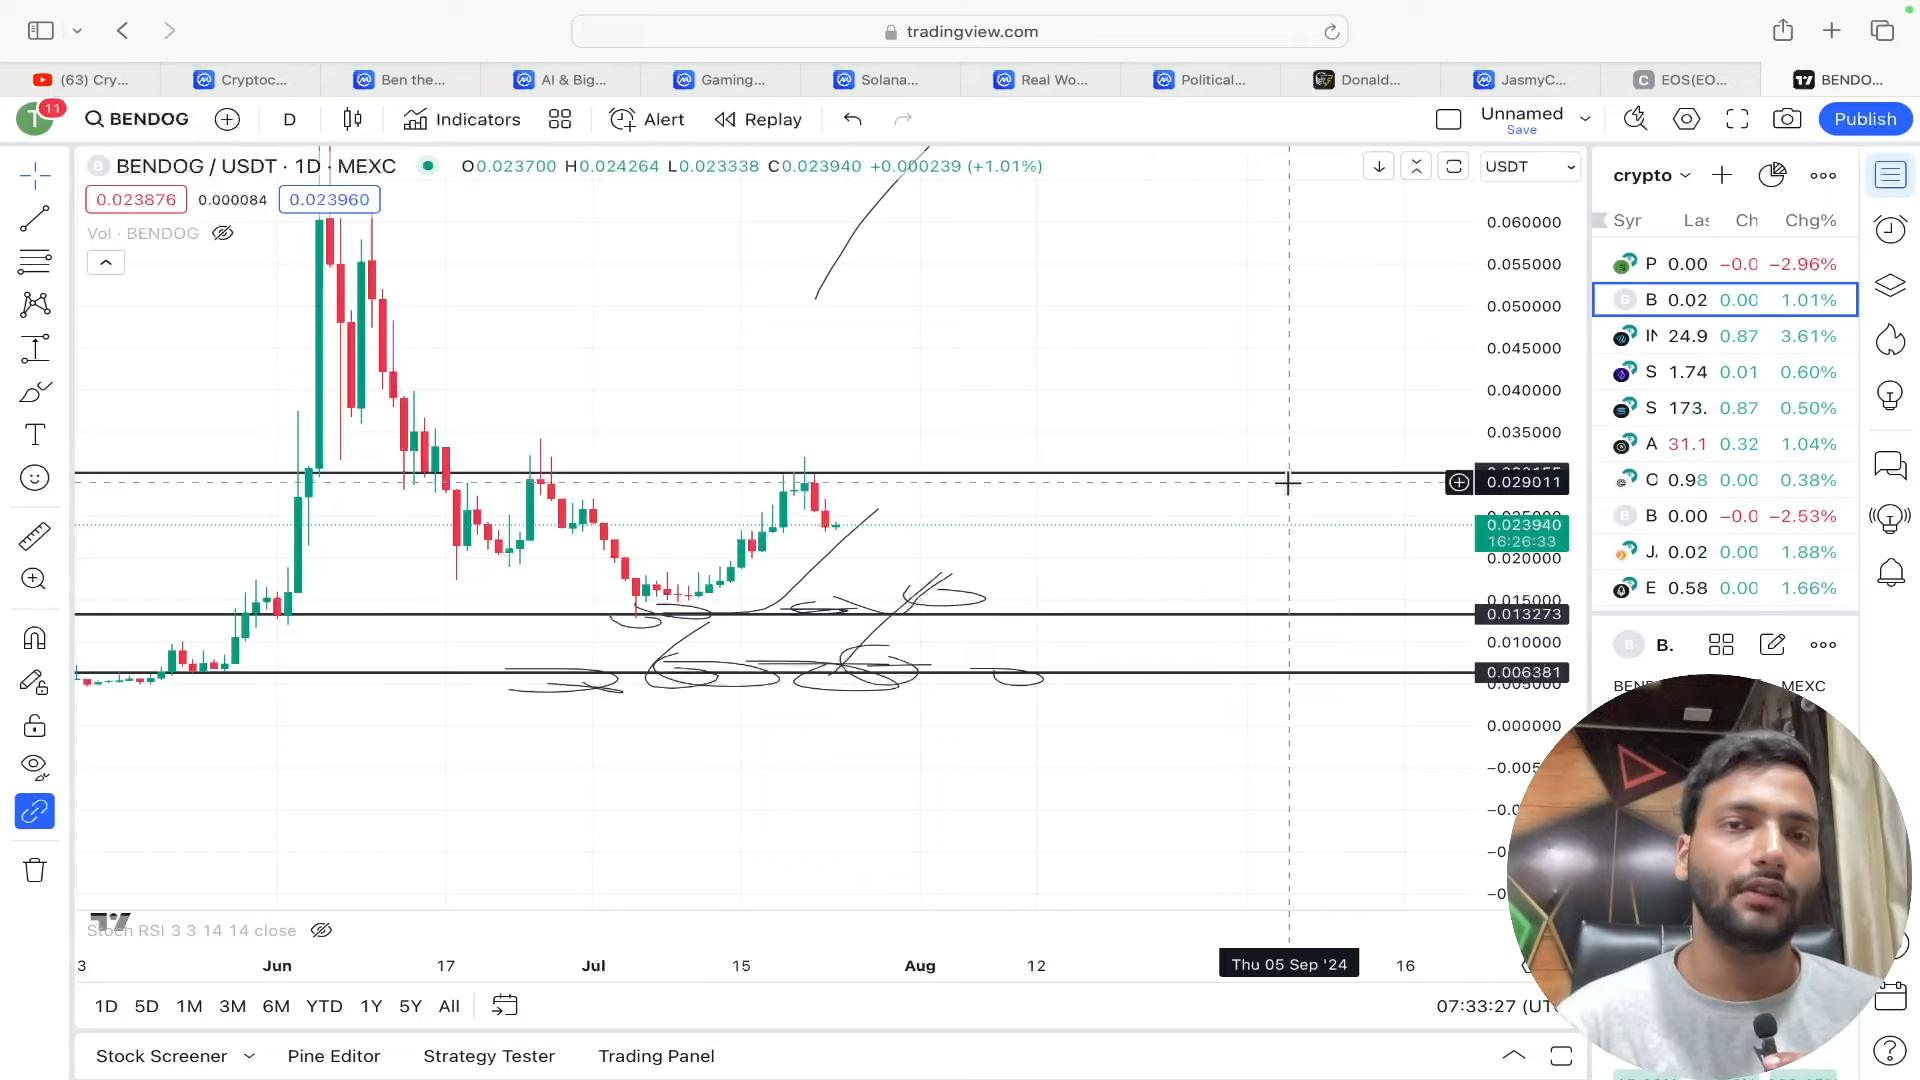 tradingview.com
(63) Cry...
Cryptoc...
Ben the...
AI & Big...
Gaming...
Solana...
Real Wo...
Political...
Donald...
JasmyC...
EOS(EO...
BENDO...
T 11
BENDOG
D
Indicators
Alert
Replay
Unnamed
Save
Publish
BENDOG / USDT · 1D · MEXC
O0.023700 H0.024264 L0.023338 C0.023940 +0.000239 (+1.01%)
USDT
0.023876 0.000084 0.023960
Vol · BENDOG
0.060000
0.055000
0.050000
0.045000
0.040000
0.035000
0.029011
0.023940
16:26:33
0.020000
0.015000
0.013273
0.010000
0.006381
0.000000
crypto
Chg%
P 0.00 −0.0 −2.96%
B 0.02 0.00 1.01%
24.9 0.87 3.61%
S 1.74 0.01 0.60%
S 173. 0.87 0.50%
A 31.1 0.32 1.04%
O 0.98 0.00 0.38%
B 0.00 −0.0 −2.53%
J. 0.02 0.00 1.88%
E 0.58 0.00 1.66%
B.
MEXC
Stoch RSI 3 3 14 14 close
3 Jun 17 Jul 15 Aug 12 Thu 05 Sep '24 16
1D 5D 1M 3M 6M YTD 1Y 5Y All
07:33:27
Stock Screener Pine Editor Strategy Tester Trading Panel